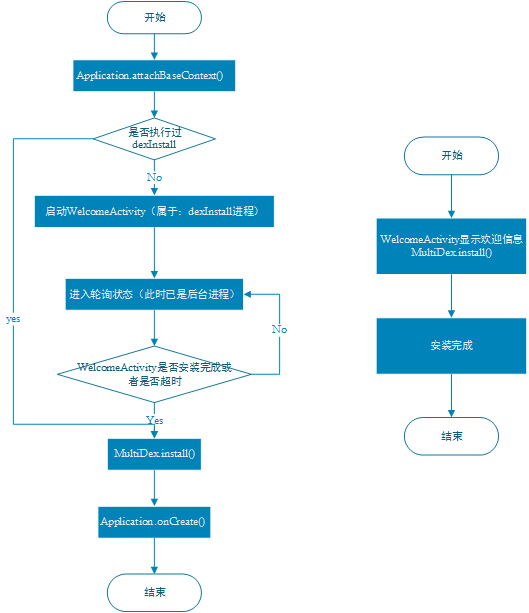 开始
Application.attachBaseContext()
是否执行过
dexInstall
No
启动WelcomeActivity（属于：dexInstall进程）
进入轮询状态（此时已是后台进程）
yes
No
WelcomeActivity是否安装完成或
者是否超时
Yes
MultiDex.install()
Application.onCreate()
结束
开始
WelcomeActivity显示欢迎信息
MultiDex.install()
安装完成
结束